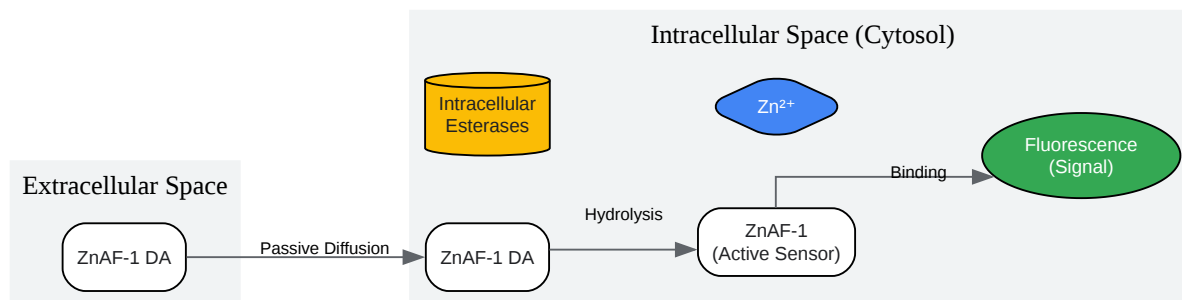 Intracellular Space (Cytosol)
Intracellular
Esterases
Zn²⁺
Fluorescence
(Signal)
Binding
Extracellular Space
ZnAF-1 DA
Passive Diffusion
ZnAF-1 DA
Hydrolysis
ZnAF-1
(Active Sensor)